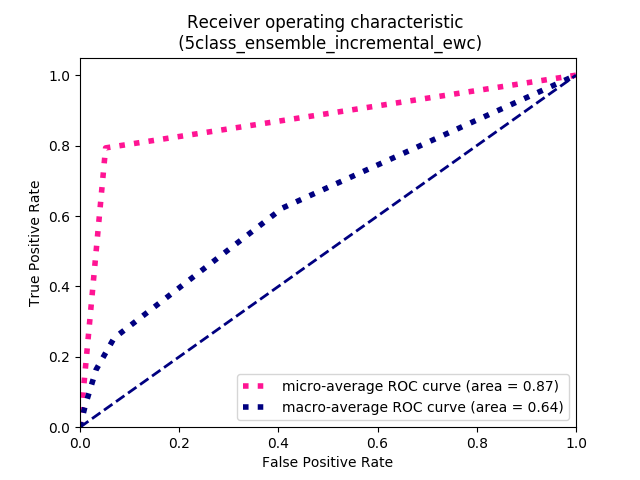 Receiver operating characteristic
(5class_ensemble_incremental_ewc)
1.0
0.8
0.6
0.4
0.2
0.0
True Positive Rate
micro-average ROC curve (area = 0.87)
macro-average ROC curve (area = 0.64)
0.0 0.2 0.4 0.6 0.8 1.0
False Positive Rate